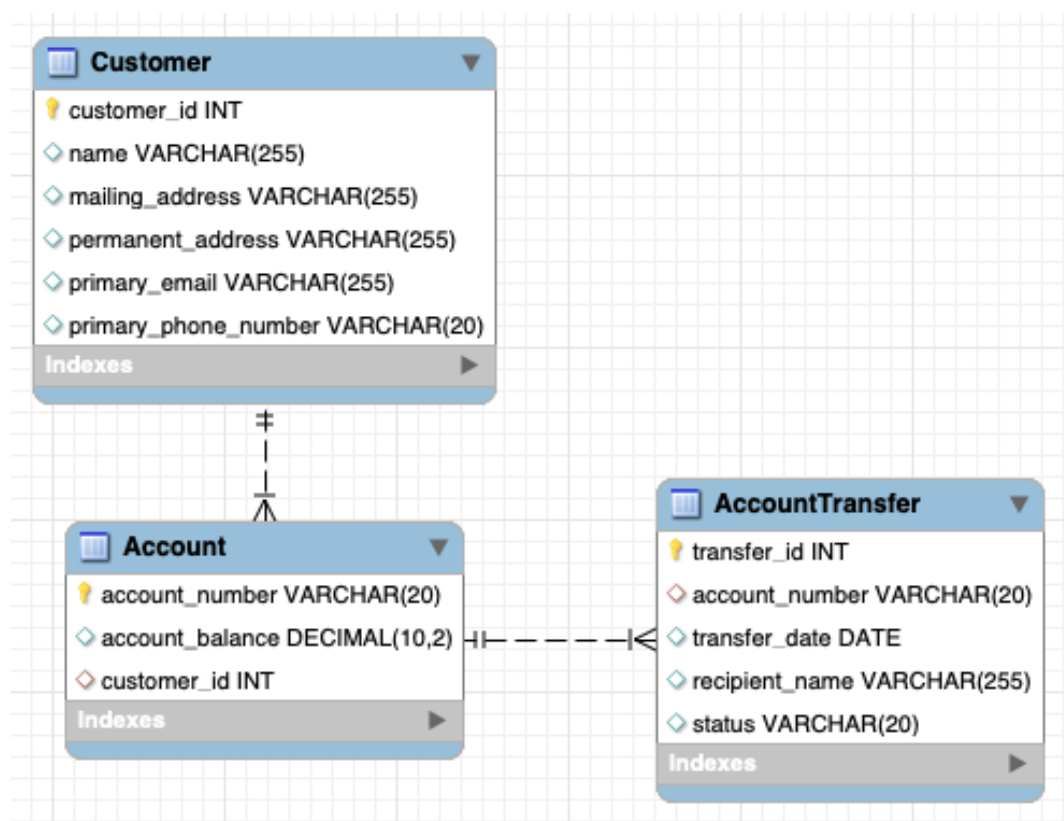 Customer
customer_id INT
name VARCHAR(255)
mailing_address VARCHAR(255)
permanent_address VARCHAR(255)
primary_email VARCHAR(255)
primary_phone_number VARCHAR(20)
Indexes
Account
account_number VARCHAR(20)
account_balance DECIMAL(10,2)
customer_id INT
Indexes
AccountTransfer
transfer_id INT
account_number VARCHAR(20)
transfer_date DATE
recipient_name VARCHAR(255)
status VARCHAR(20)
Indexes